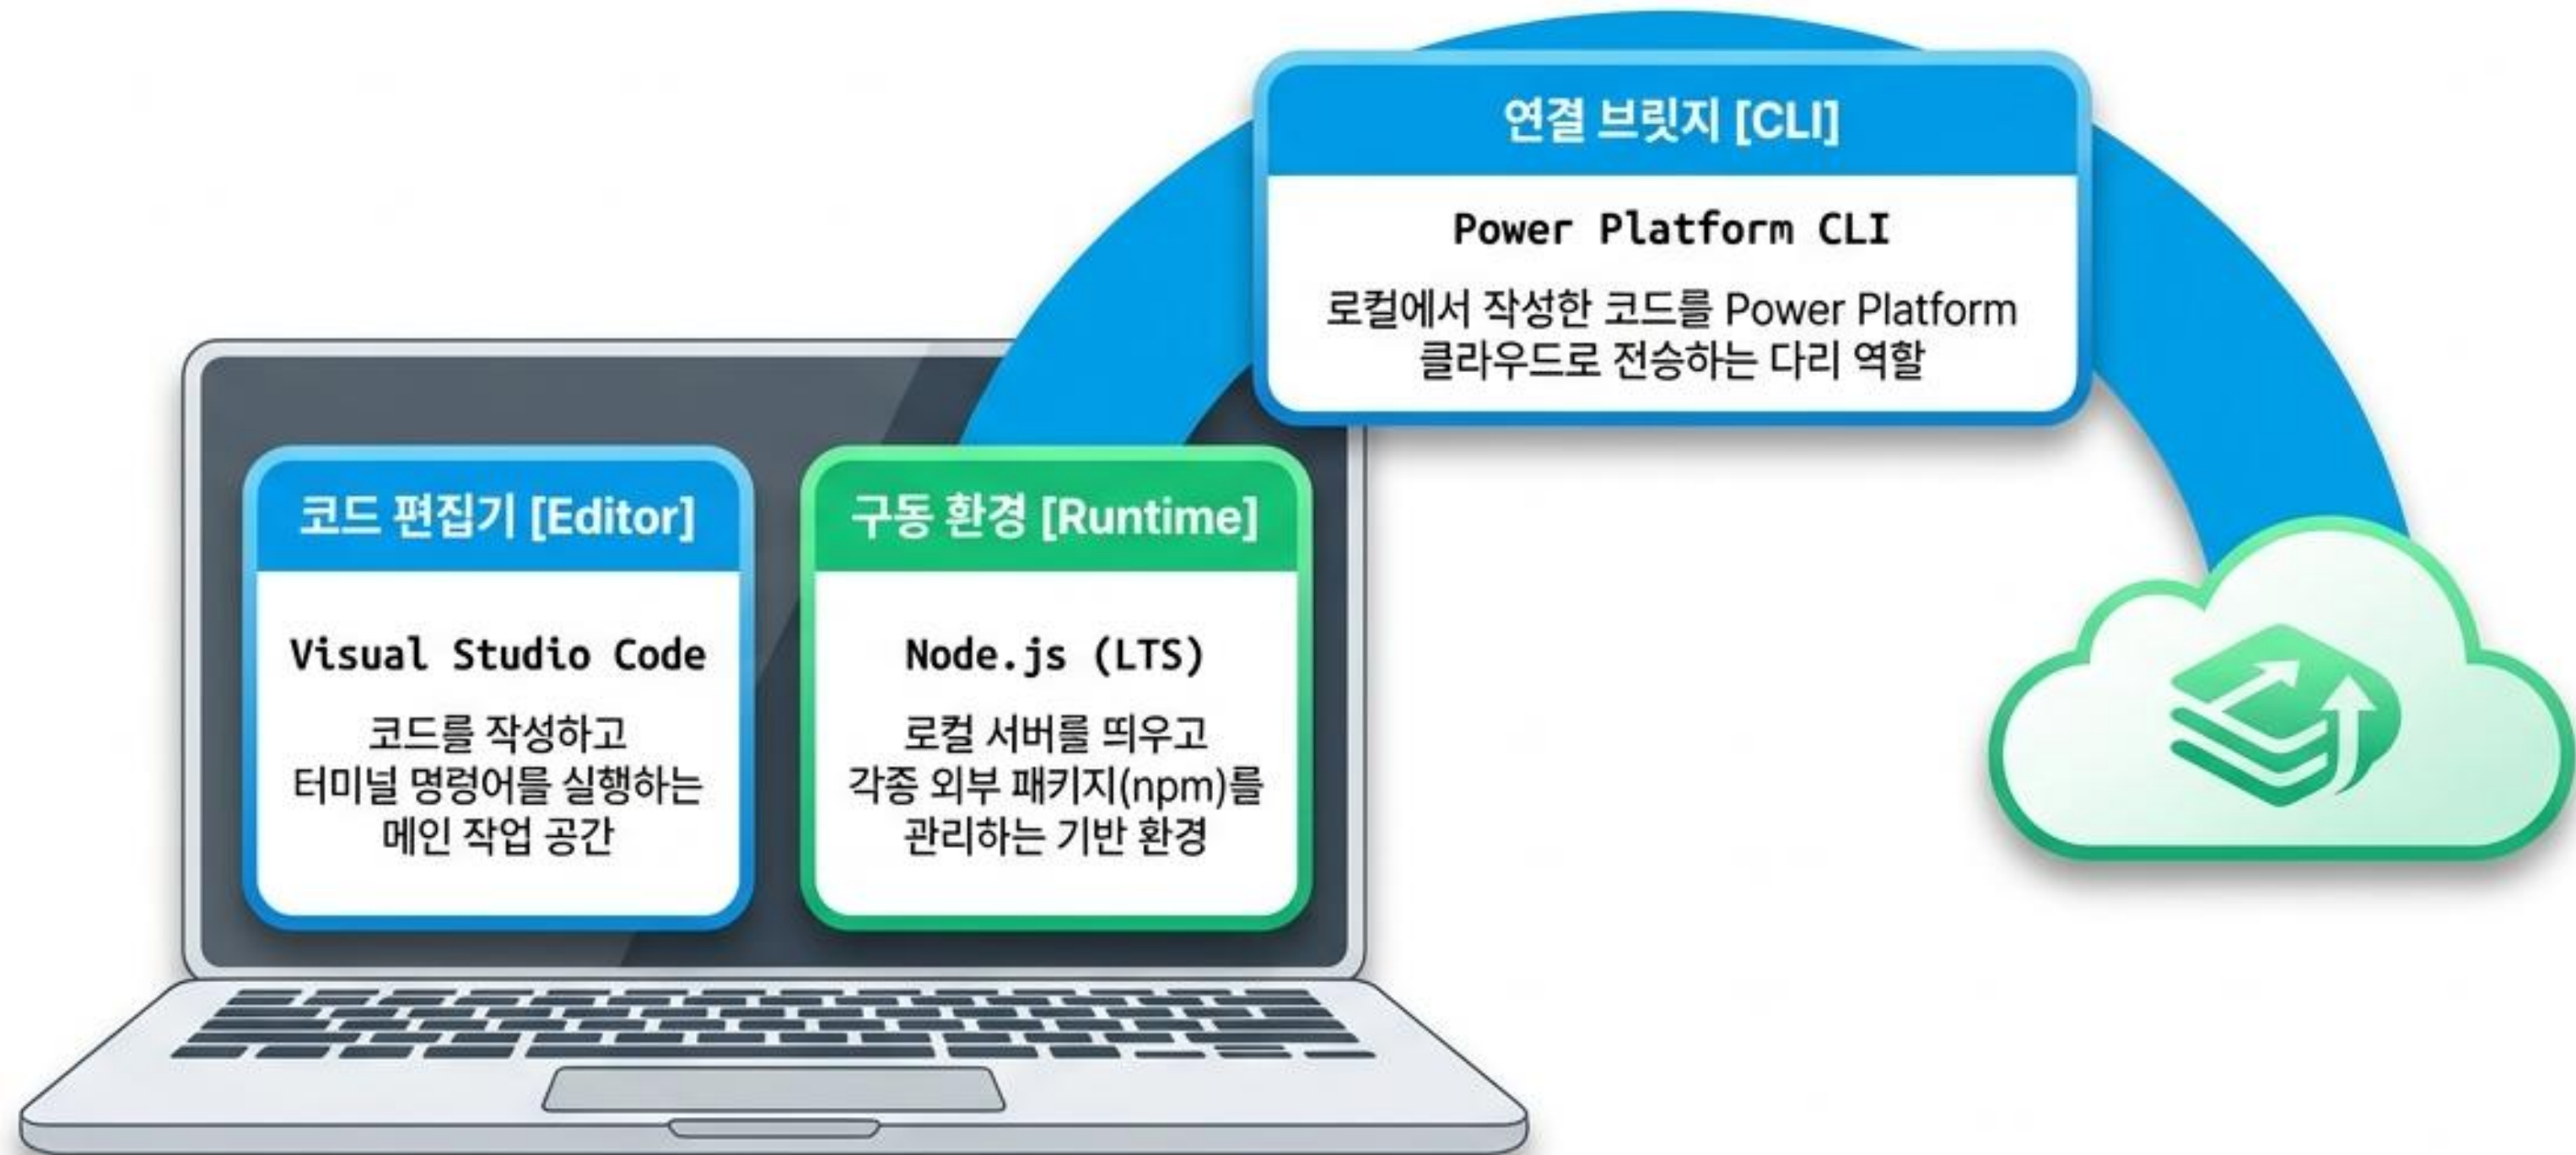 연결 브릿지 [CLI]
Power Platform CLI
로컬에서 작성한 코드를 Power Platform
클라우드로 전승하는 다리 역할
코드 편집기 [Editor]
Visual Studio Code
코드를 작성하고
터미널 명렁어를 실행하는
메인 작업 공간
구동 환경 [Runtime]
Node.js (LTS)
로컬 서버를 띄우고
각종 외부 패키지(npm)를
관리하는 기반 환경